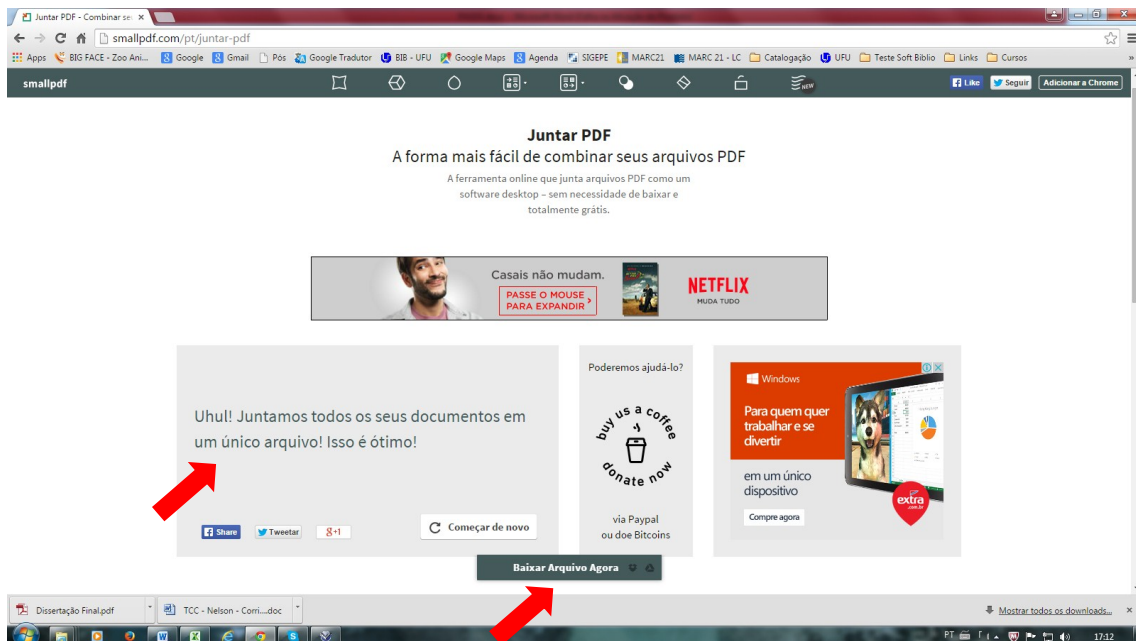 Juntar PDF - Combinar se
smallpdf.com/pt/juntar-pdf
Apps BIG FACE - Zoo Ani... Google Gmail Pós Google Tradutor BIB - UFU Google Maps Agenda SIGEPE MARC21 MARC 21 - LC Catalogação UFU Teste Soft Biblio Links Cursos »
smallpdf NEW Like Seguir Adicionar a Chrome
Juntar PDF
A forma mais fácil de combinar seus arquivos PDF
A ferramenta online que junta arquivos PDF como um
software desktop – sem necessidade de baixar e
totalmente grátis.
Casais não mudam.
PASSE O MOUSE
PARA EXPANDIR
NETFLIX
MUDA TUDO
Uhul! Juntamos todos os seus documentos em
um único arquivo! Isso é ótimo!
Share Tweetar g+1 Começar de novo
Poderemos ajudá-lo?
buy us a coffee
donate now
via Paypal
ou doe Bitcoins
Windows
Para quem quer
trabalhar e se
divertir
em um único
dispositivo
Compre agora
extra
.com.br
Baixar Arquivo Agora
Dissertação Final.pdf TCC - Nelson - Corri....doc Mostrar todos os downloads...
PT 17:12